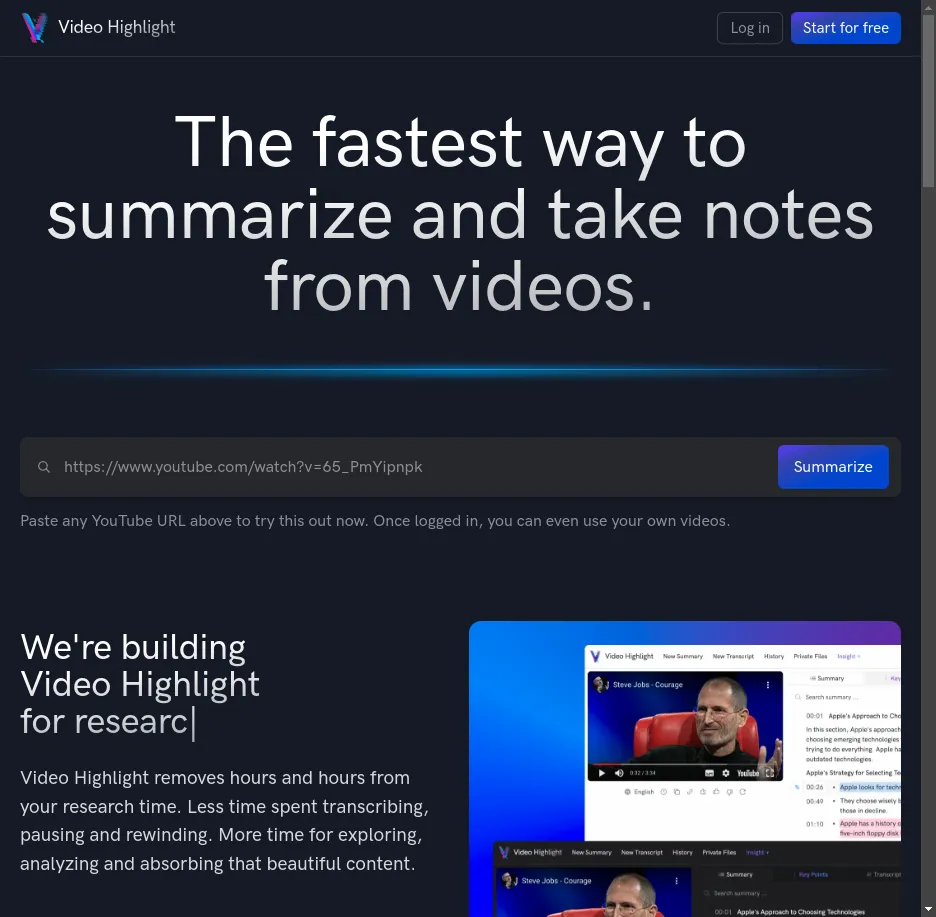 Video Highlight
Log in
Start for free
The fastest way to
summarize and take notes
from videos.
https://www.youtube.com/watch?v=65_PmYipnpk
Summarize
Paste any YouTube URL above to try this out now. Once logged in, you can even use your own videos.
We're building
Video Highlight
for researc|
Video Highlight removes hours and hours from
your research time. Less time spent transcribing,
pausing and rewinding. More time for exploring,
analyzing and absorbing that beautiful content.
Video Highlight New Summary New Transcript History Private Files Insight +
Steve Jobs - Courage
0:32 / 3:34
YouTube
English
Summary
Key
Search summary ...
00:01 Apple's Approach to Cho
In this section, Apple's approach
choosing emerging technologies
trying to do everything. Apple ha
outdated technologies.
Apple's Strategy for Selecting Te
00:26 • Apple looks for techn
00:49 • They choose wisely b
those in decline.
01:10 • Apple has a history o
five-inch floppy disk
Video Highlight New Summary New Transcript History Private Files Insight +
Steve Jobs - Courage
Summary
Key Points
Transcript
Search summary ...
00:01 Apple's Approach to Choosing Technologies